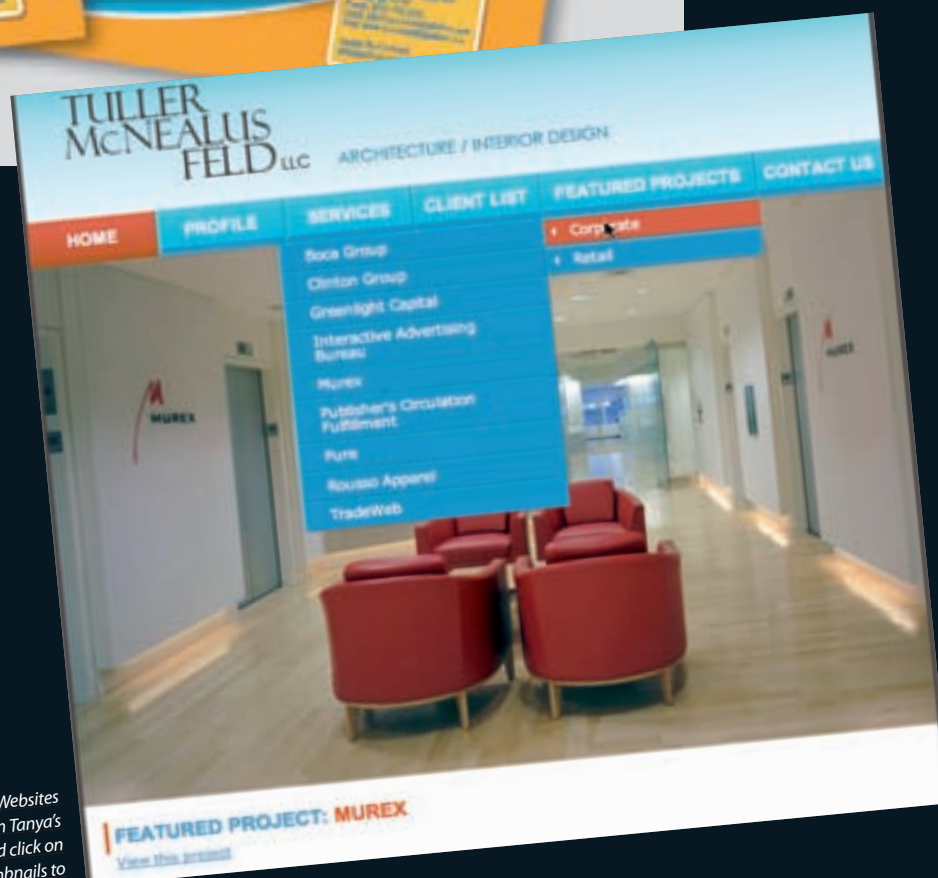 TULLER
MCNEALUS
FELD LLC
ARCHITECTURE / INTERIOR DESIGN
HOME
PROFILE
SERVICES
CLIENT LIST
FEATURED PROJECTS
CONTACT US
Corporate
Retail
Boca Group
Clinton Group
Greenlight Capital
Interactive Advertising
Bureau
Murex
Publisher's Circulation
Fulfillment
Pure
Rousso Apparel
TradeWeb
MUREX
MUREX
FEATURED PROJECT: MUREX
View this project
Websites
Tanya's
click on
to